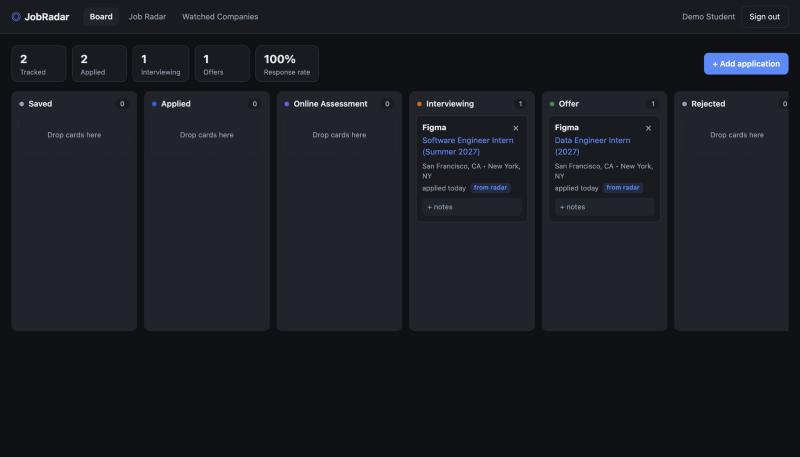 JobRadar
Board
Job Radar
Watched Companies
Demo Student
Sign out
2
Tracked
2
Applied
1
Interviewing
1
Offers
100%
Response rate
+ Add application
Saved
0
Drop cards here
Applied
0
Drop cards here
Online Assessment
0
Drop cards here
Interviewing
1
Figma
×
Software Engineer Intern
(Summer 2027)
San Francisco, CA • New York,
NY
applied today
from radar
+ notes
Offer
1
Figma
×
Data Engineer Intern
(2027)
San Francisco, CA • New York,
NY
applied today
from radar
+ notes
Rejected
0
Drop cards here